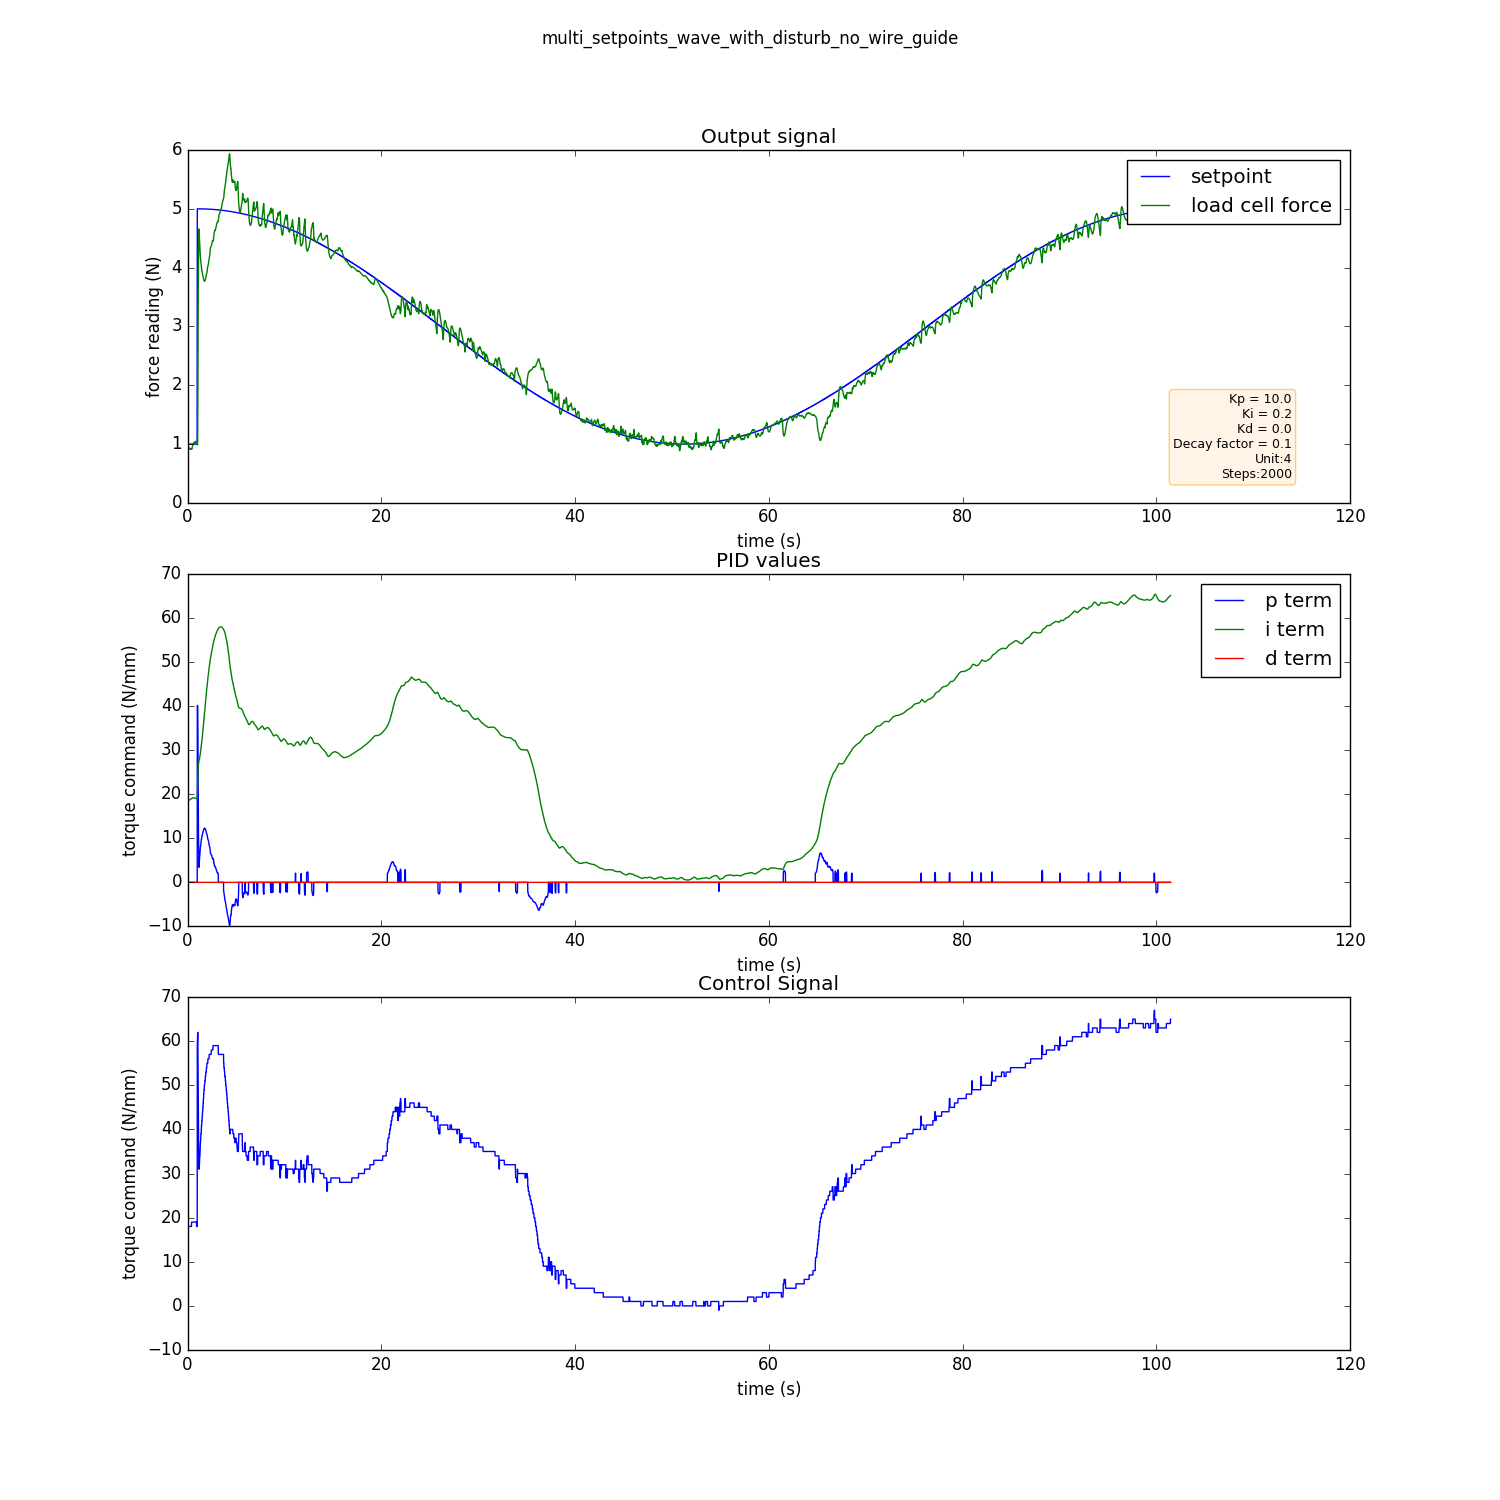 multi_setpoints_wave_with_disturb_no_wire_guide
Output signal
6
5
4
3
2
1
0
force reading (N)
setpoint
load cell force
Kp = 10.0
Ki = 0.2
Kd = 0.0
Decay factor = 0.1
Unit:4
Steps:2000
0 20 40 60 80 100 120
time (s)
PID values
70
60
50
40
30
20
10
0
−10
torque command (N/mm)
p term
i term
d term
0 20 40 60 80 100 120
time (s)
Control Signal
70
60
50
40
30
20
10
0
−10
torque command (N/mm)
0 20 40 60 80 100 120
time (s)